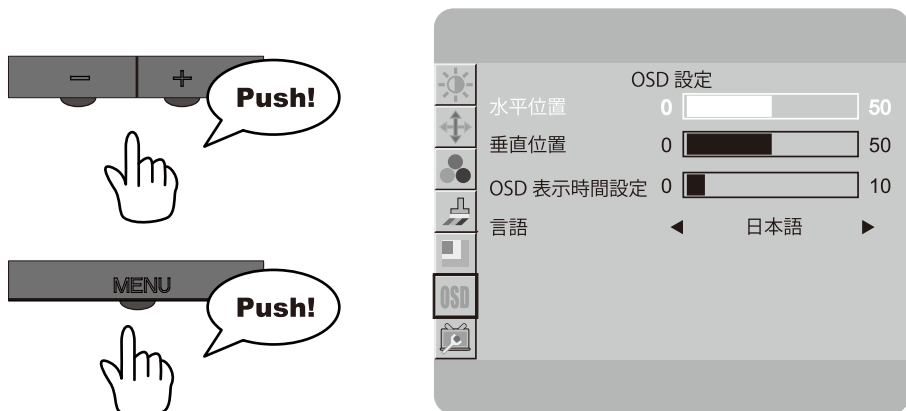 − +
Push!
MENU
Push!
OSD 設定
水平位置 0 50
垂直位置 0 50
OSD 表示時間設定 0 10
言語 ◀ 日本語 ▶
OSD